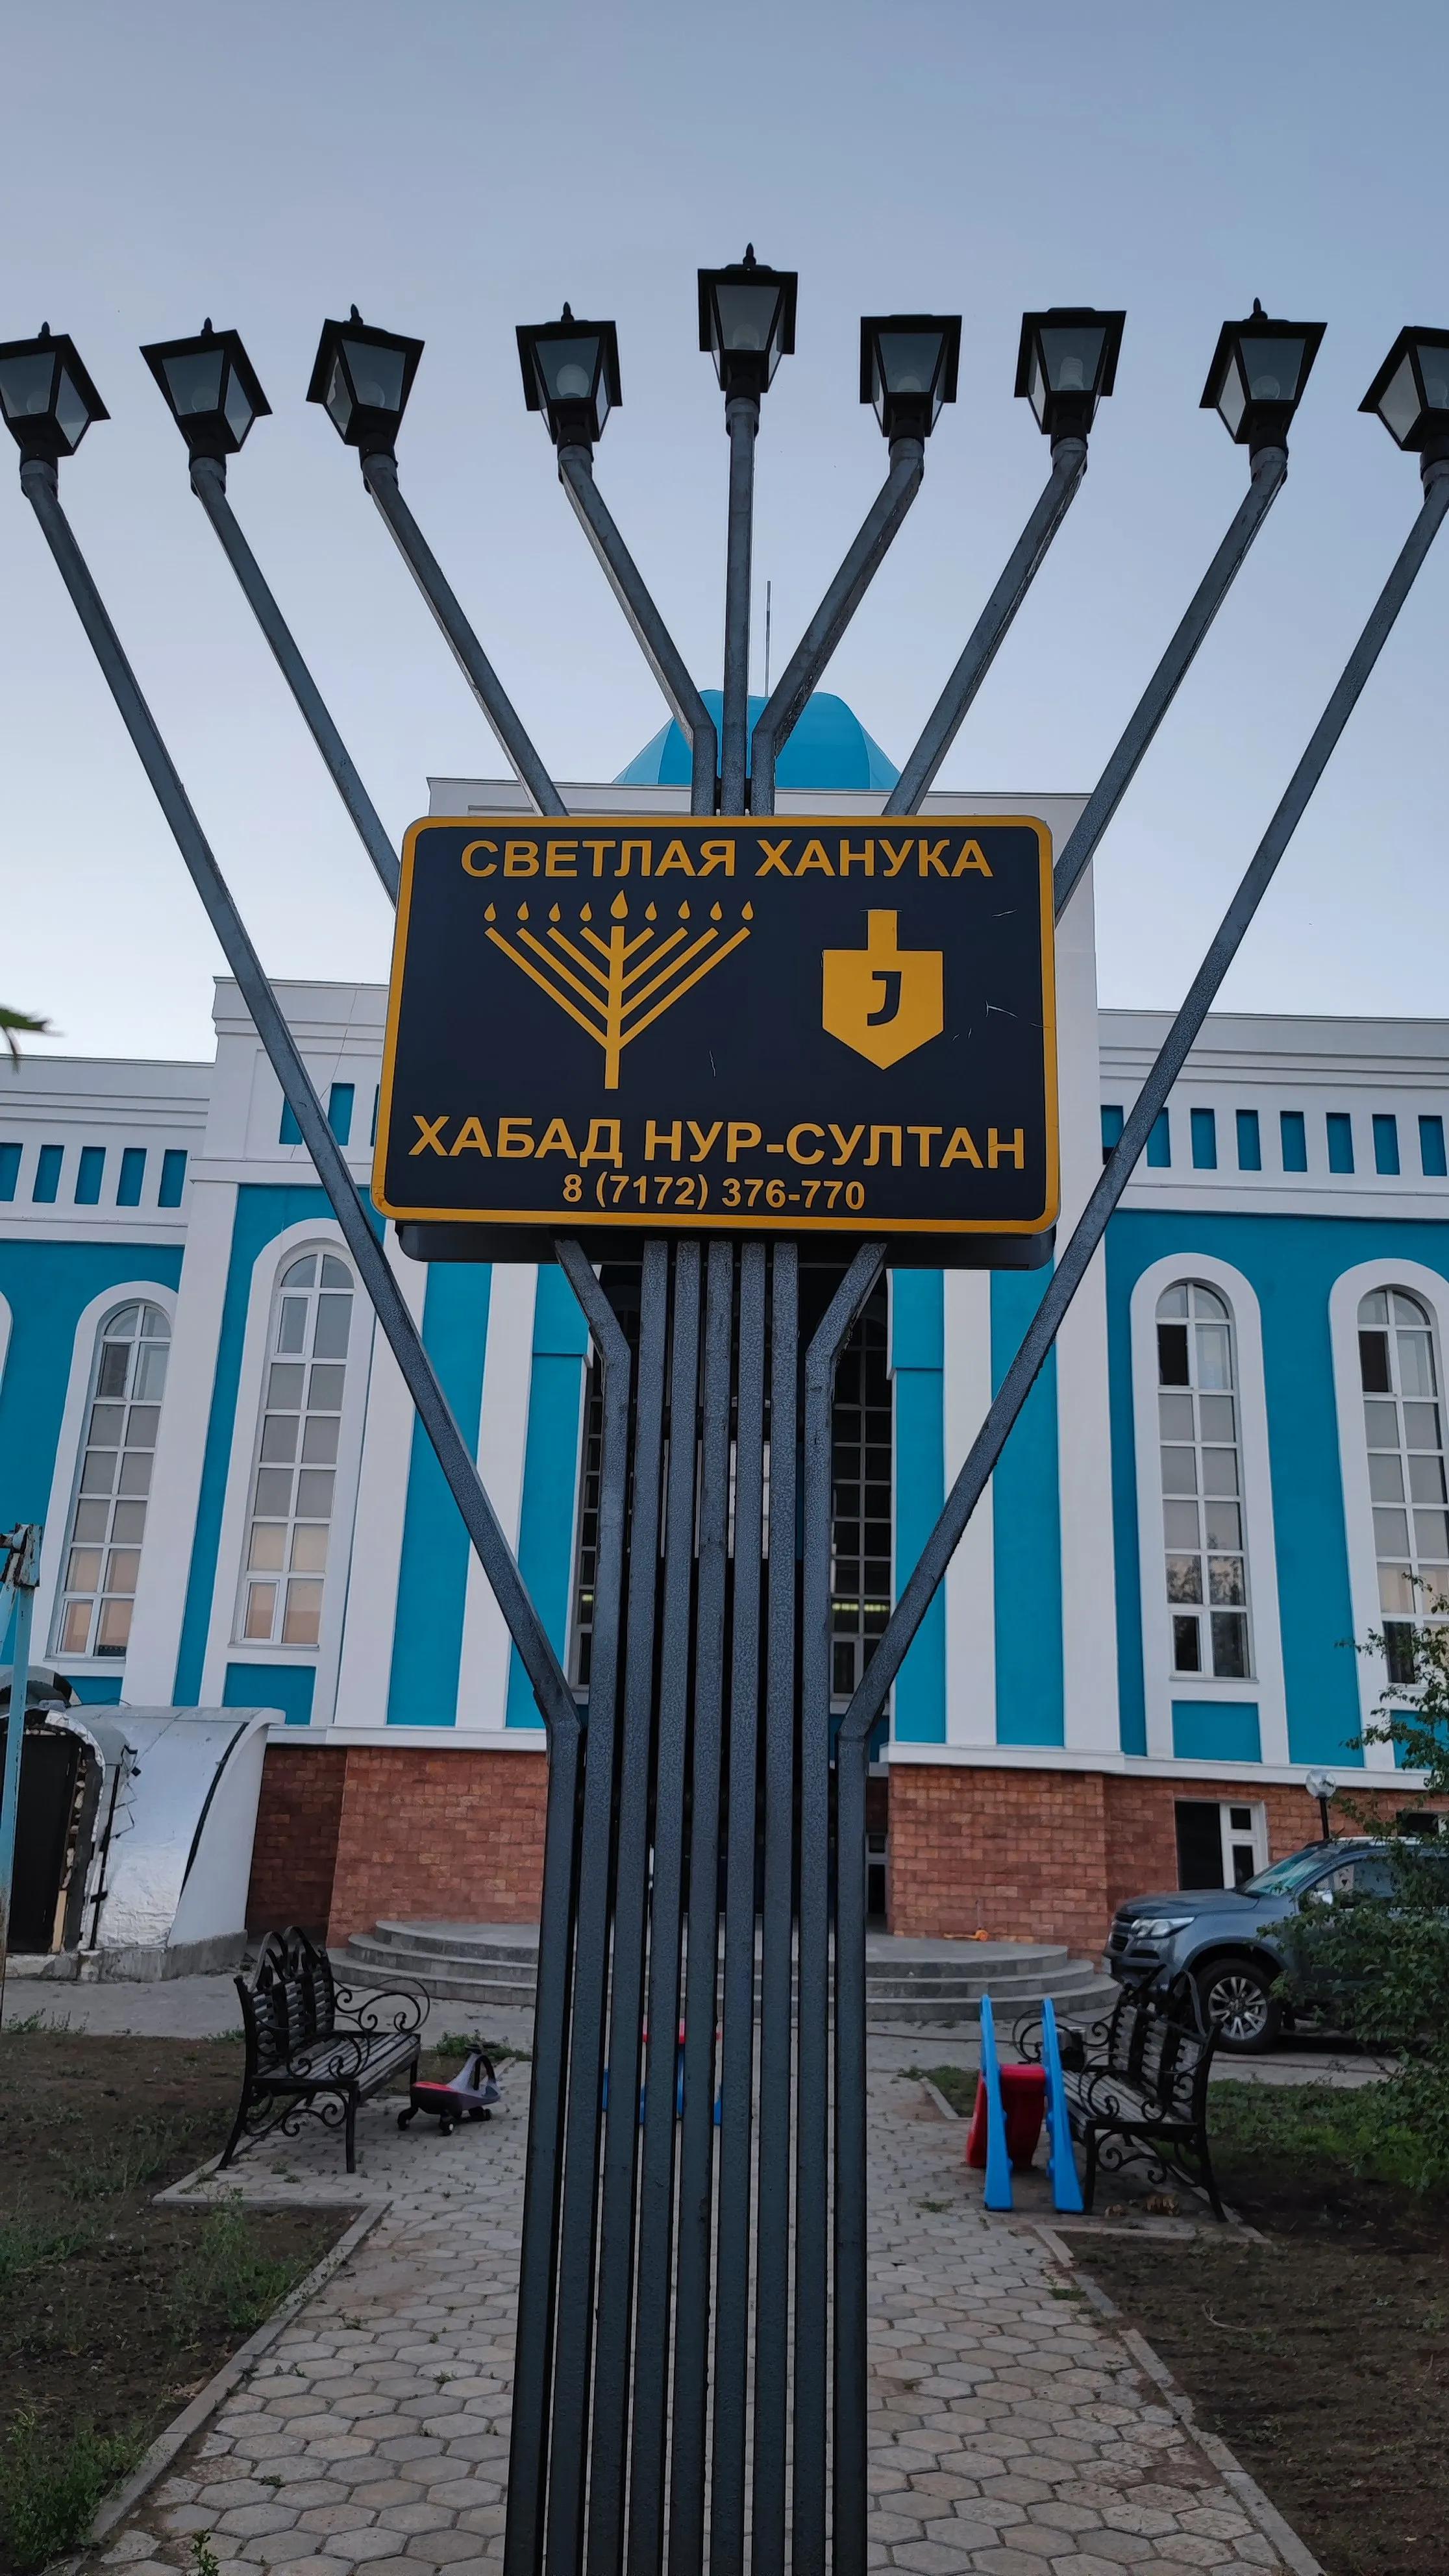 СВЕТЛАЯ ХАНУКА
נ
ХАБАД НУР-СУЛТАН
8 (7172) 376-770